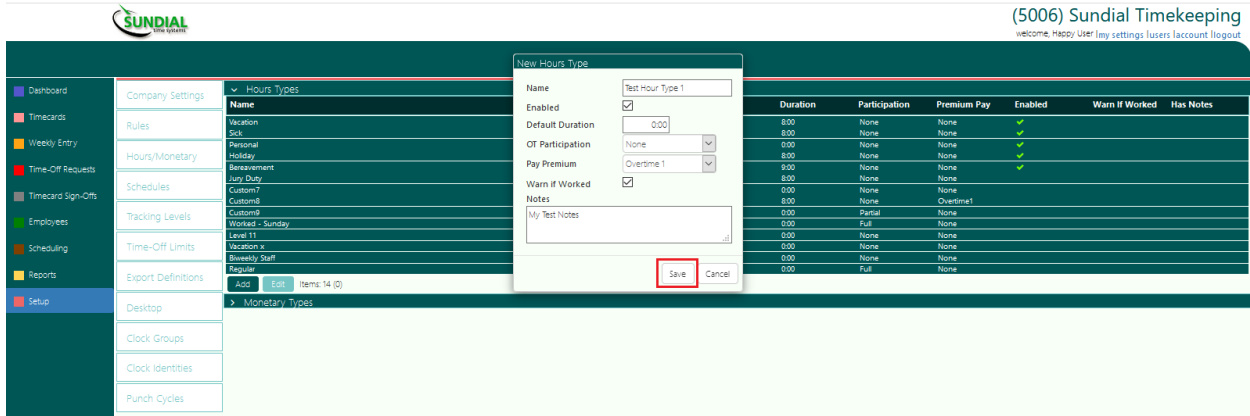 SUNDIAL
time systems
(5006) Sundial Timekeeping
welcome, Happy User |my settings |users |account |logout
Dashboard
Timecards
Weekly Entry
Time-Off Requests
Timecard Sign-Offs
Employees
Scheduling
Reports
Setup
Company Settings
Rules
Hours/Monetary
Schedules
Tracking Levels
Time-Off Limits
Export Definitions
Desktop
Clock Groups
Clock Identities
Punch Cycles
Hours Types
Name Duration Participation Premium Pay Enabled Warn If Worked Has Notes
Vacation 8:00 None None ✔
Sick 8:00 None None ✔
Personal 0:00 None None ✔
Holiday 8:00 None None ✔
Bereavement 9:00 None None ✔
Jury Duty 8:00 None None
Custom7 0:00 None None
Custom8 8:00 None Overtime1
Custom9 0:00 Partial None
Worked - Sunday 0:00 Full None
Level 11 0:00 None None
Vacation x 0:00 None None
Biweekly Staff 0:00 None None
Regular 0:00 Full None
Add Edit Items: 14 (0)
Monetary Types
New Hours Type
Name Test Hour Type 1
Enabled
Default Duration 0:00
OT Participation None
Pay Premium Overtime 1
Warn if Worked
Notes
My Test Notes
Save Cancel